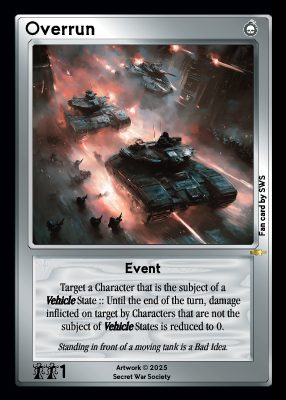 Overrun
Fan card by SWS
Event
Target a Character that is the subject of a
Vehicle State :: Until the end of the turn, damage
inflicted on target by Characters that are not the
subject of Vehicle States is reduced to 0.
Standing in front of a moving tank is a Bad Idea.
1
Artwork © 2025
Secret War Society